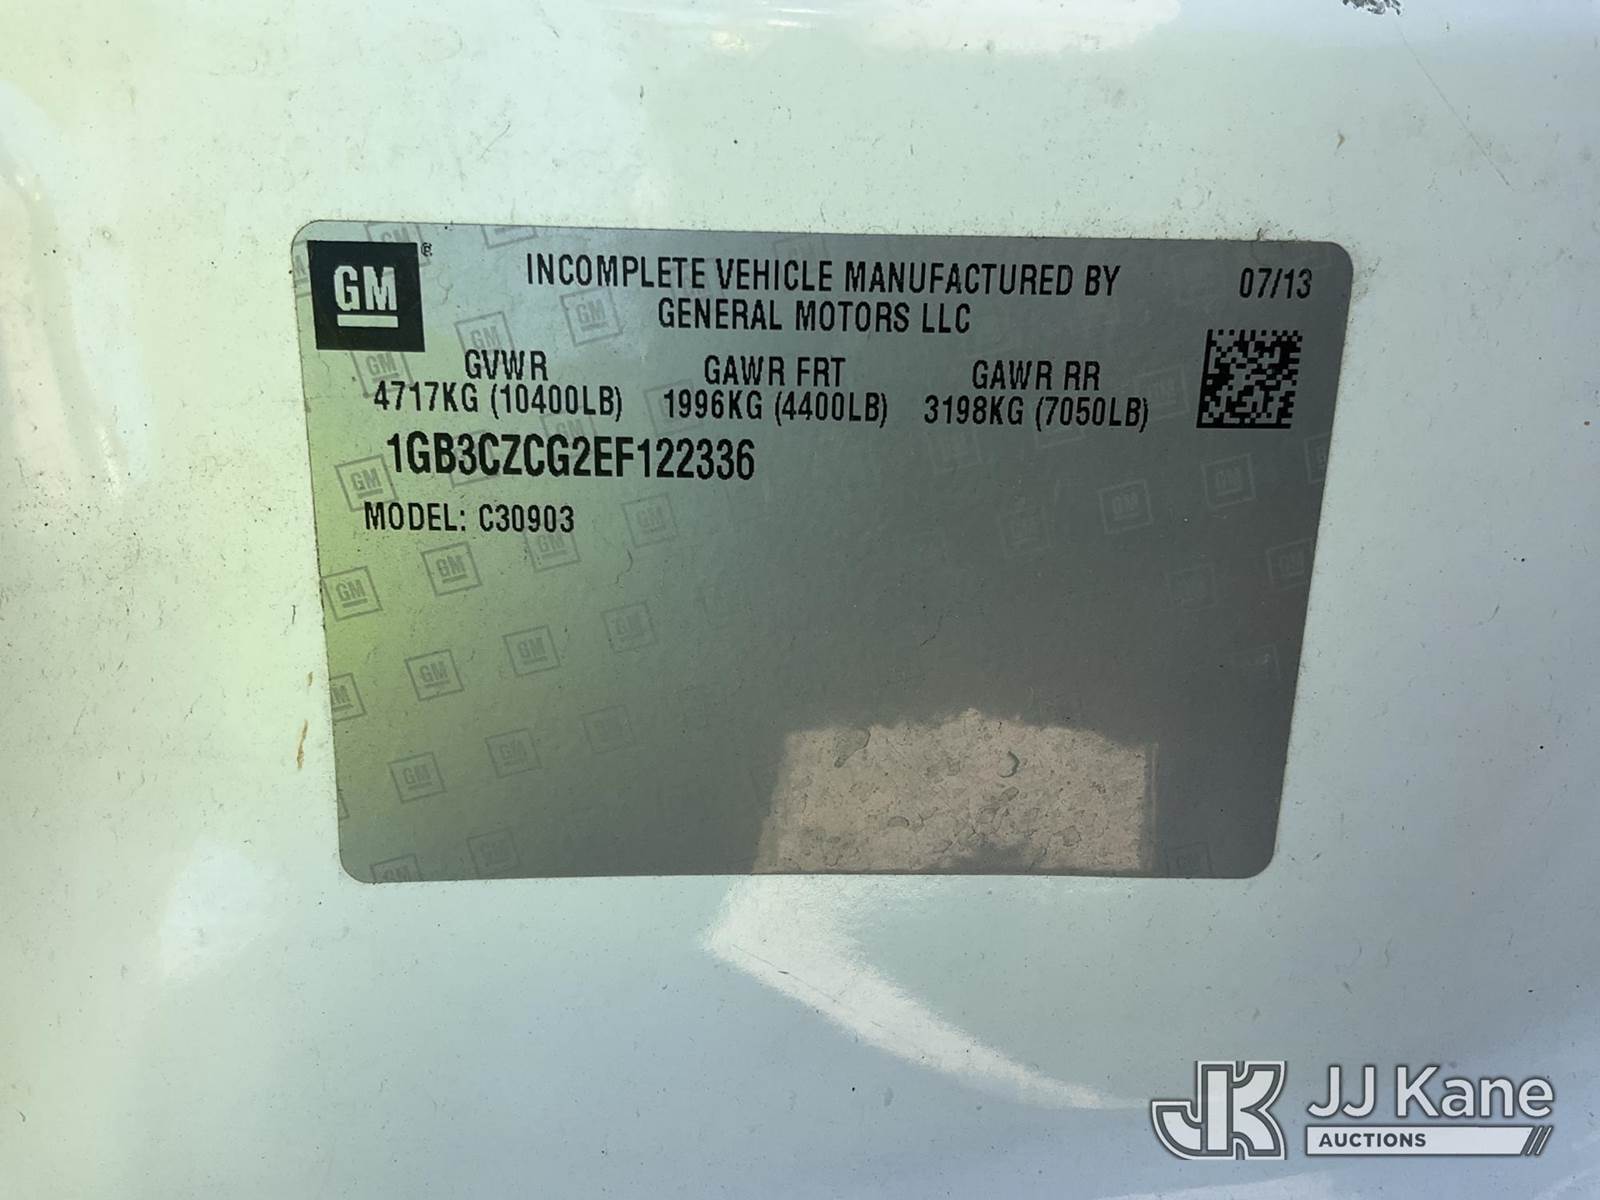 GM ®
INCOMPLETE VEHICLE MANUFACTURED BY
GENERAL MOTORS LLC
07/13
GVWR
4717KG (10400LB)
GAWR FRT
1996KG (4400LB)
GAWR RR
3198KG (7050LB)
1GB3CZCG2EF122336
MODEL: C30903
JK JJ Kane
AUCTIONS